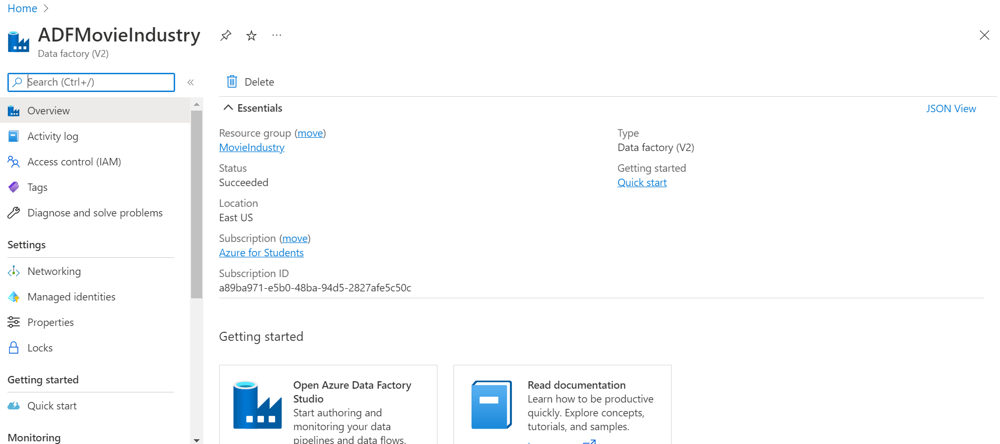 Home
ADFMovieIndustry
Data factory (V2)
Search (Ctrl+/)
Overview
Activity log
Access control (IAM)
Tags
Diagnose and solve problems
Settings
Networking
Managed identities
Properties
Locks
Getting started
Quick start
Monitoring
Delete
Essentials
JSON View
Resource group (move)
MovieIndustry
Status
Succeeded
Location
East US
Subscription (move)
Azure for Students
Subscription ID
a89ba971-e5b0-48ba-94d5-2827afe5c50c
Type
Data factory (V2)
Getting started
Quick start
Getting started
Open Azure Data Factory
Studio
Start authoring and
monitoring your data
pipelines and data flows.
Read documentation
Learn how to be productive
quickly. Explore concepts,
tutorials, and samples.